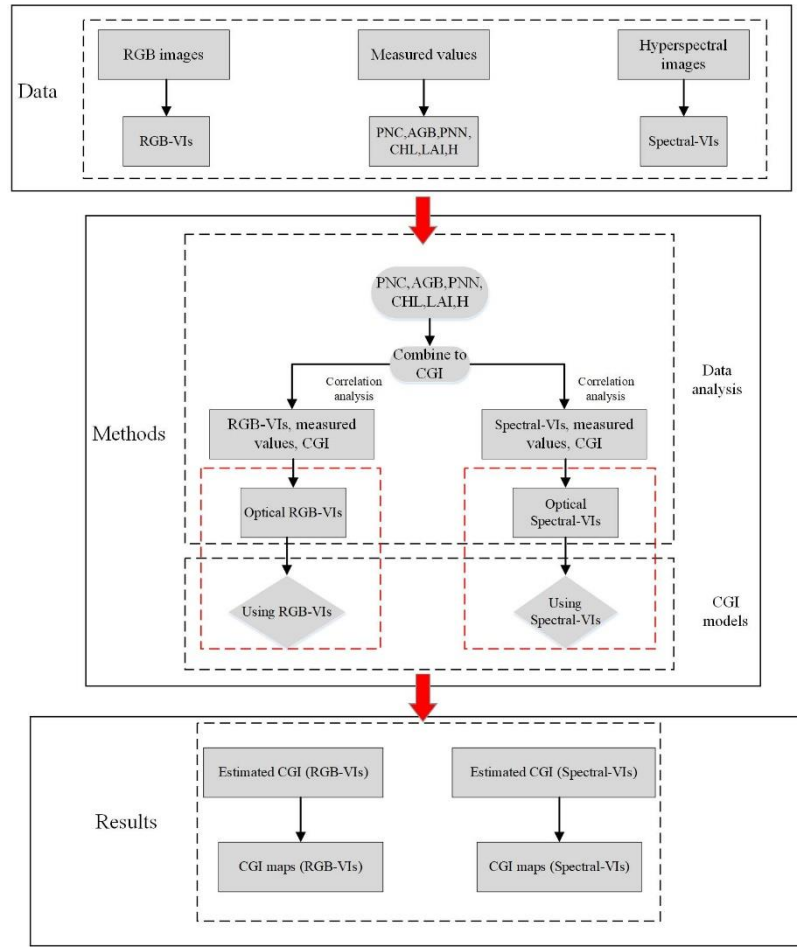 RGB images
Measured values
Hyperspectral
images
Data
RGB-VIs
PNC,AGB,PNN,
CHL,LAI,H
Spectral-VIs
PNC,AGB,PNN,
CHL,LAI,H
Combine to
CGI
Correlation
analysis
Correlation
analysis
Data
analysis
Methods
RGB-VIs, measured
values, CGI
Spectral-VIs, measured
values, CGI
Optical RGB-VIs
Optical
Spectral-VIs
Using RGB-VIs
Using
Spectral-VIs
CGI
models
Results
Estimated CGI (RGB-VIs)
Estimated CGI (Spectral-VIs)
CGI maps (RGB-VIs)
CGI maps (Spectral-VIs)